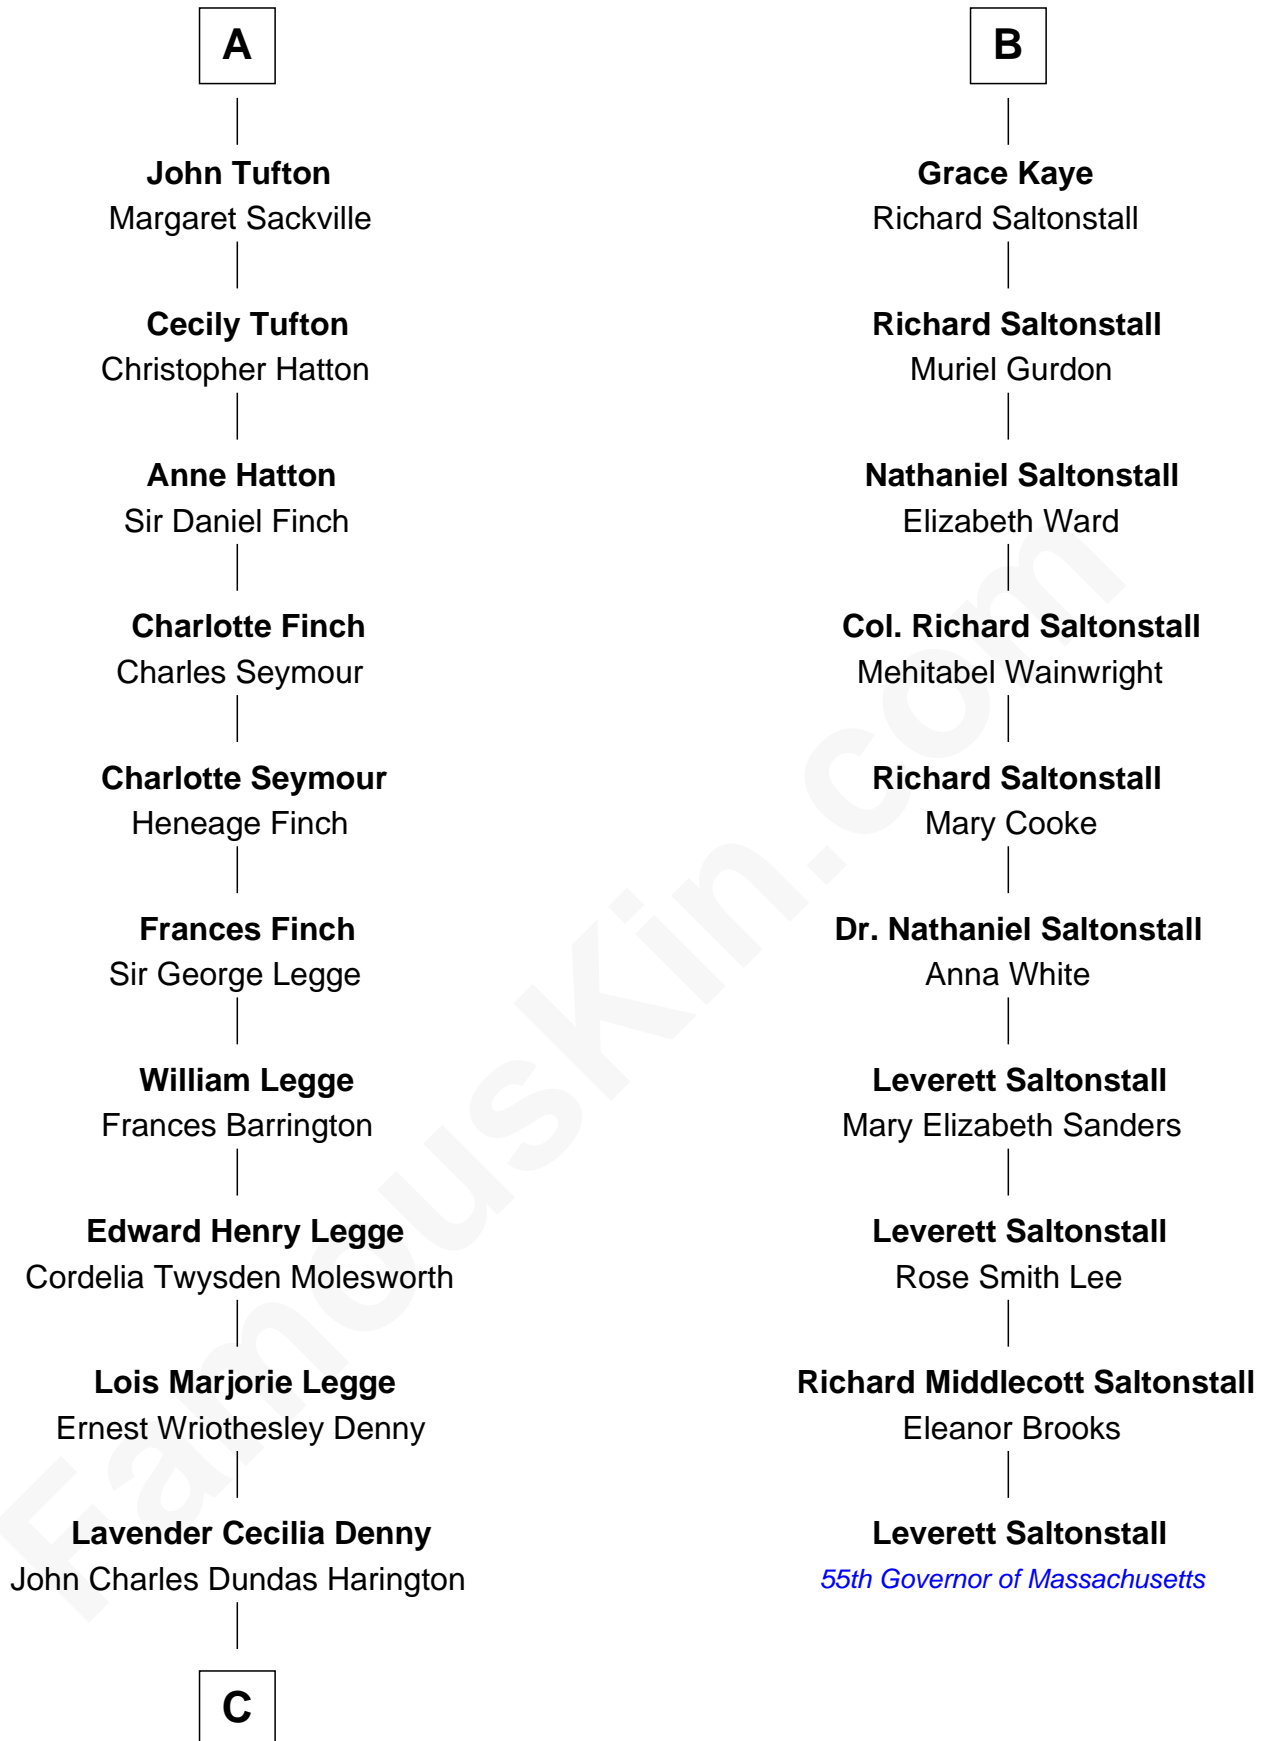 A
John Tufton
Margaret Sackville
Cecily Tufton
Christopher Hatton
Anne Hatton
Sir Daniel Finch
Charlotte Finch
Charles Seymour
Charlotte Seymour
Heneage Finch
Frances Finch
Sir George Legge
William Legge
Frances Barrington
Edward Henry Legge
Cordelia Twysden Molesworth
Lois Marjorie Legge
Ernest Wriothesley Denny
Lavender Cecilia Denny
John Charles Dundas Harington
C
B
Grace Kaye
Richard Saltonstall
Richard Saltonstall
Muriel Gurdon
Nathaniel Saltonstall
Elizabeth Ward
Col. Richard Saltonstall
Mehitabel Wainwright
Richard Saltonstall
Mary Cooke
Dr. Nathaniel Saltonstall
Anna White
Leverett Saltonstall
Mary Elizabeth Sanders
Leverett Saltonstall
Rose Smith Lee
Richard Middlecott Saltonstall
Eleanor Brooks
Leverett Saltonstall
55th Governor of Massachusetts
FamousKin.com